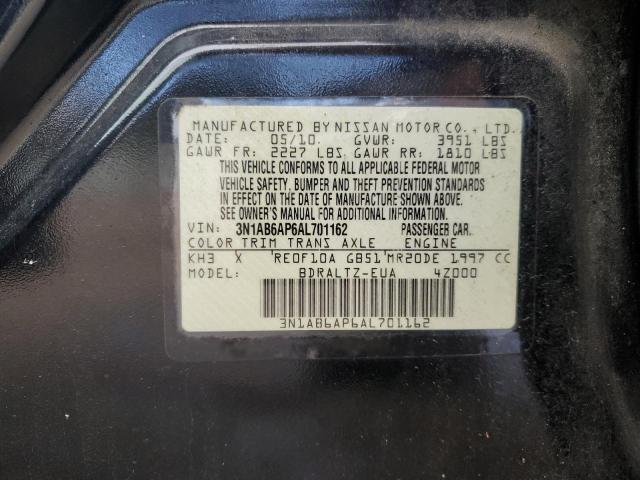 MANUFACTURED BY NISSAN MOTOR CO., LTD.
DATE: 05/10 GVWR: 3951 LBS
GAWR FR: 2227 LBS GAWR RR: 1810 LBS
THIS VEHICLE CONFORMS TO ALL APPLICABLE FEDERAL MOTOR
VEHICLE SAFETY, BUMPER AND THEFT PREVENTION STANDARDS
IN EFFECT ON THE DATE OF MANUFACTURE SHOWN ABOVE.
SEE OWNER'S MANUAL FOR ADDITIONAL INFORMATION.
VIN: 3N1AB6AP6AL701162 PASSENGER CAR
COLOR TRIM TRANS AXLE ENGINE
KH3 X RE0F10A GB51 MR20DE 1997 CC
MODEL: BDRALTZ-EUA 4Z000
3N1AB6AP6AL701162